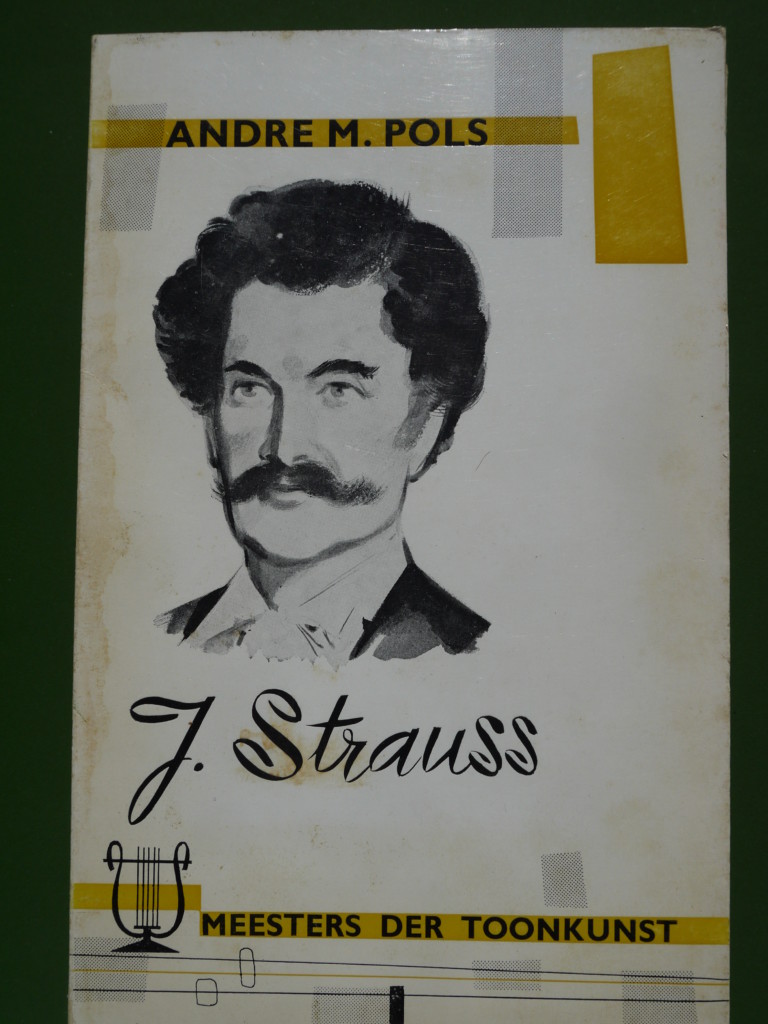 ANDRE M. POLS
J. Strauss
MEESTERS DER TOONKUNST